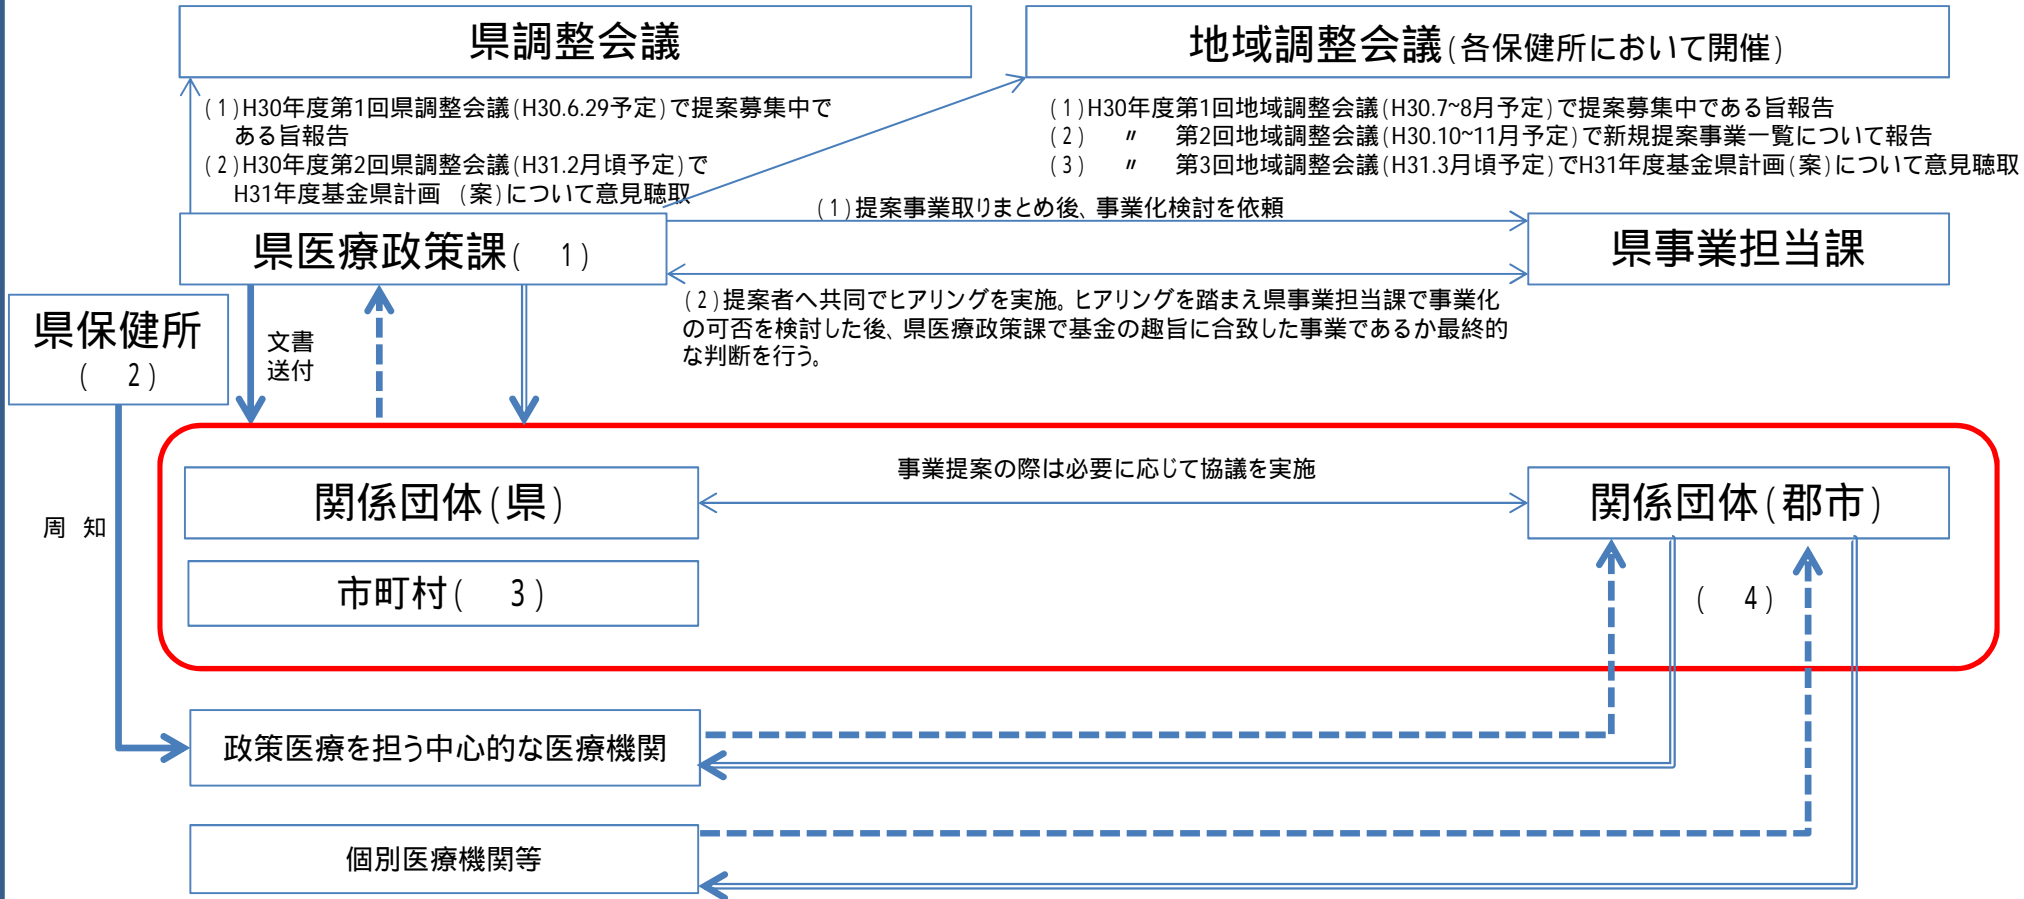 県調整会議
地域調整会議(各保健所において開催)
(1)H30年度第1回県調整会議(H30.6.29予定)で提案募集中で
ある旨報告
(2)H30年度第2回県調整会議(H31.2月頃予定)で
H31年度基金県計画 (案)について意見聴取
(1)H30年度第1回地域調整会議(H30.7~8月予定)で提案募集中である旨報告
(2) 〃 第2回地域調整会議(H30.10~11月予定)で新規提案事業一覧について報告
(3) 〃 第3回地域調整会議(H31.3月頃予定)でH31年度基金県計画(案)について意見聴取
(1)提案事業取りまとめ後、事業化検討を依頼
県医療政策課( 1)
県事業担当課
(2)提案者へ共同でヒアリングを実施。ヒアリングを踏まえ県事業担当課で事業化
の可否を検討した後、県医療政策課で基金の趣旨に合致した事業であるか最終的
な判断を行う。
県保健所
( 2)
文書
送付
事業提案の際は必要に応じて協議を実施
関係団体(県)
関係団体(郡市)
周 知
市町村( 3)
( 4)
政策医療を担う中心的な医療機関
個別医療機関等